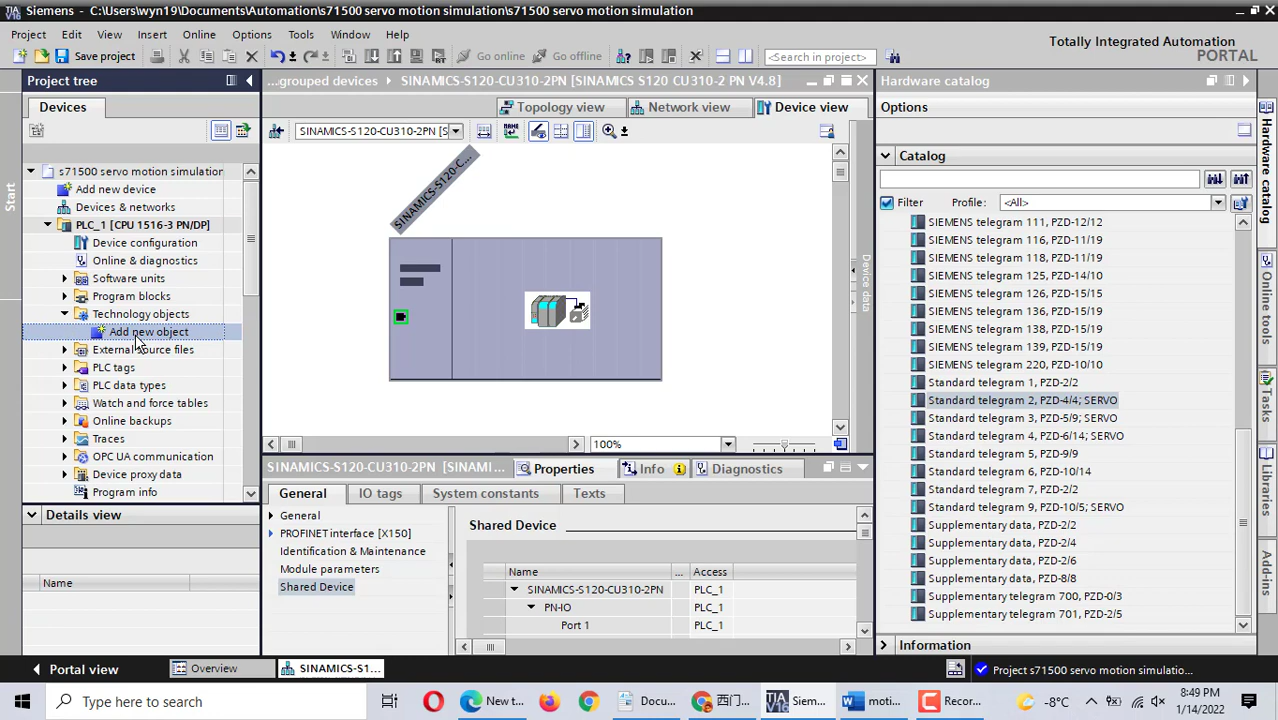 Siemens - C:\Users\wyn19\Documents\Automation\s71500 servo motion simulation\s71500 servo motion simulation
Project Edit View Insert Online Options Tools Window Help
Totally Integrated Automation
PORTAL
Save project
Go online
Go offline
<Search in project>
Project tree
...grouped devices
SINAMICS-S120-CU310-2PN [SINAMICS S120 CU310-2 PN V4.8]
Hardware catalog
Devices
Topology view
Network view
Device view
Options
SINAMICS-S120-CU310-2PN [S
s71500 servo motion simulation
Add new device
Devices & networks
PLC_1 [CPU 1516-3 PN/DP]
Device configuration
Online & diagnostics
Software units
Program blocks
Technology objects
Add new object
External source files
PLC tags
PLC data types
Watch and force tables
Online backups
Traces
OPC UA communication
Device proxy data
Program info
Details view
Name
Start
SINAMICS-S120-C...
Device data
100%
SINAMICS-S120-CU310-2PN [SINAMI...
Properties
Info
Diagnostics
General
IO tags
System constants
Texts
General
PROFINET interface [X150]
Identification & Maintenance
Module parameters
Shared Device
Shared Device
Name ... Access
SINAMICS-S120-CU310-2PN PLC_1
PN-IO PLC_1
Port 1 PLC_1
Catalog
Filter Profile: <All>
SIEMENS telegram 111, PZD-12/12
SIEMENS telegram 116, PZD-11/19
SIEMENS telegram 118, PZD-11/19
SIEMENS telegram 125, PZD-14/10
SIEMENS telegram 126, PZD-15/15
SIEMENS telegram 136, PZD-15/19
SIEMENS telegram 138, PZD-15/19
SIEMENS telegram 139, PZD-15/19
SIEMENS telegram 220, PZD-10/10
Standard telegram 1, PZD-2/2
Standard telegram 2, PZD-4/4; SERVO
Standard telegram 3, PZD-5/9; SERVO
Standard telegram 4, PZD-6/14; SERVO
Standard telegram 5, PZD-9/9
Standard telegram 6, PZD-10/14
Standard telegram 7, PZD-2/2
Standard telegram 9, PZD-10/5; SERVO
Supplementary data, PZD-2/2
Supplementary data, PZD-2/4
Supplementary data, PZD-2/6
Supplementary data, PZD-8/8
Supplementary telegram 700, PZD-0/3
Supplementary telegram 701, PZD-2/5
Information
Hardware catalog
Online tools
Tasks
Libraries
Add-ins
Portal view
Overview
SINAMICS-S1...
Project s71500 servo motion simulatio...
Type here to search
New t...
Docu...
西门...
Siem...
moti...
Recor...
-8°C
8:49 PM
1/14/2022